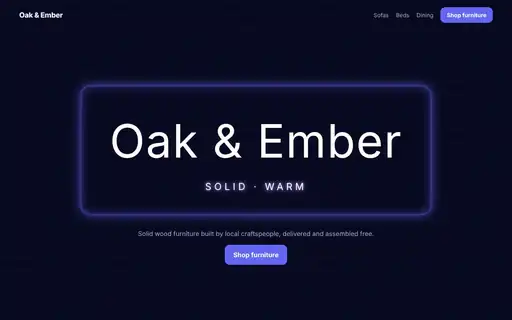 Oak & Ember
Sofas
Beds
Dining
Shop furniture
Oak & Ember
SOLID · WARM
Solid wood furniture built by local craftspeople, delivered and assembled free.
Shop furniture